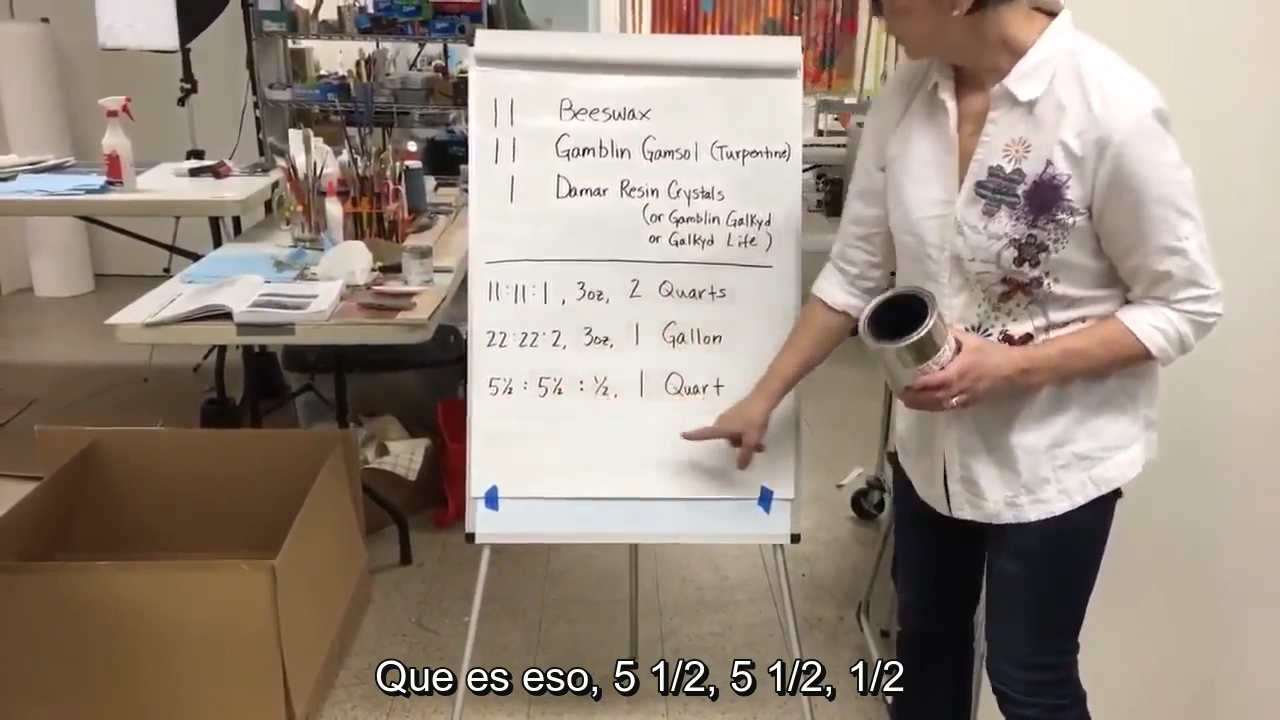 11 Beeswax
11 Gamblin Gamsol (Turpentine)
1 Damar Resin Crystals
(or Gamblin Galkyd
or Galkyd Life)
11:11:1, 3oz, 2 Quarts
22:22:2, 3oz, 1 Gallon
5½ : 5½ : ½, 1 Quart
Que es eso, 5 1/2, 5 1/2, 1/2